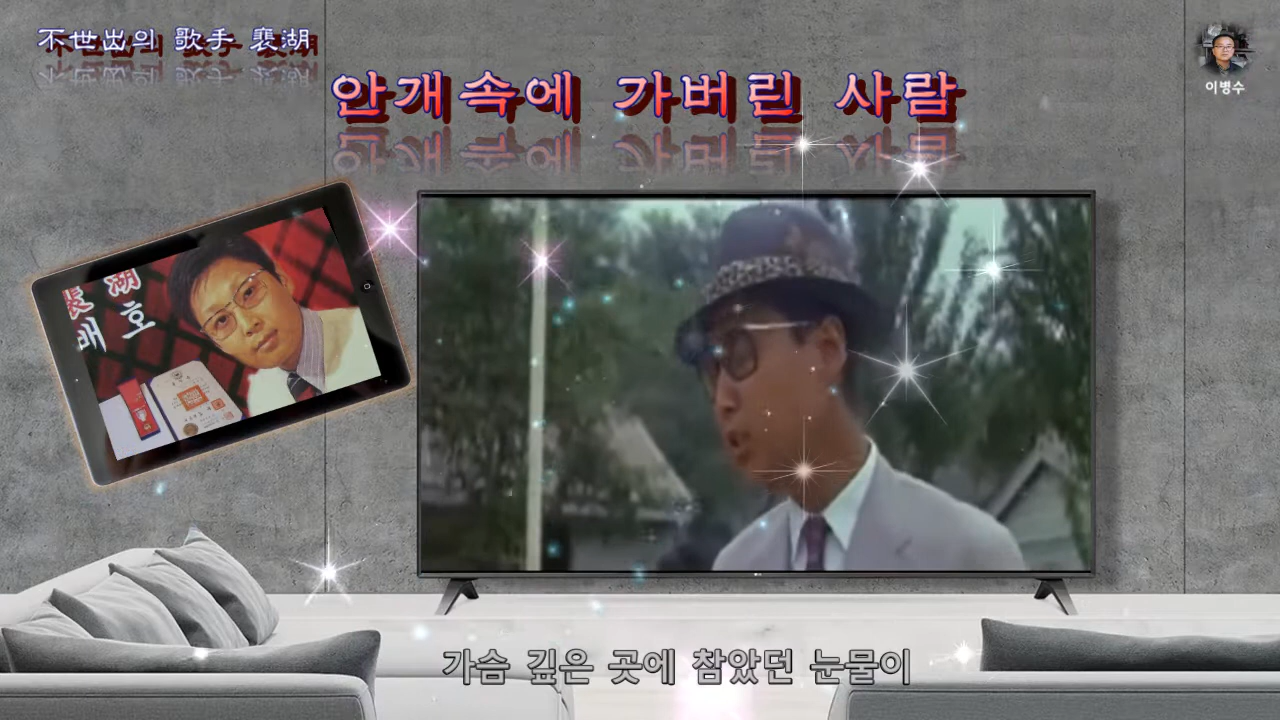 不世出의 歌手 裵湖
이병수
안개속에 가버린 사람
裵 湖
배 호
가슴 깊은 곳에 참았던 눈물이